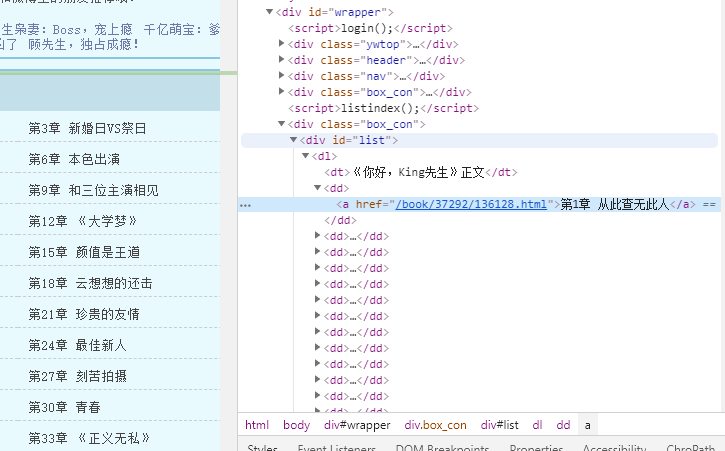 生枭妻：Boss，宠上瘾 千亿萌宝：爹
了 顾先生，独占成瘾！
第3章 新婚日VS祭日
第6章 本色出演
第9章 和三位主演相见
第12章 《大学梦》
第15章 颜值是王道
第18章 云想想的还击
第21章 珍贵的友情
第24章 最佳新人
第27章 刻苦拍摄
第30章 青春
第33章 《正义无私》
▼<div id="wrapper">
<script>login();</script>
▶<div class="ywtop">…</div>
▶<div class="header">…</div>
▶<div class="nav">…</div>
▶<div class="box_con">…</div>
<script>listindex();</script>
▼<div class="box_con">
▼<div id="list">
▼<dl>
<dt>《你好，King先生》正文</dt>
▼<dd>
… <a href="/book/37292/136128.html">第1章 从此查无此人</a> ==
</dd>
▶<dd>…</dd>
▶<dd>…</dd>
▶<dd>…</dd>
▶<dd>…</dd>
▶<dd>…</dd>
▶<dd>…</dd>
▶<dd>…</dd>
▶<dd>…</dd>
▶<dd>…</dd>
▶<dd>…</dd>
▶<dd>…</dd>
html body div#wrapper div.box_con div#list dl dd a
Styles Event Listeners DOM Breakpoints Properties Accessibility ChroPath